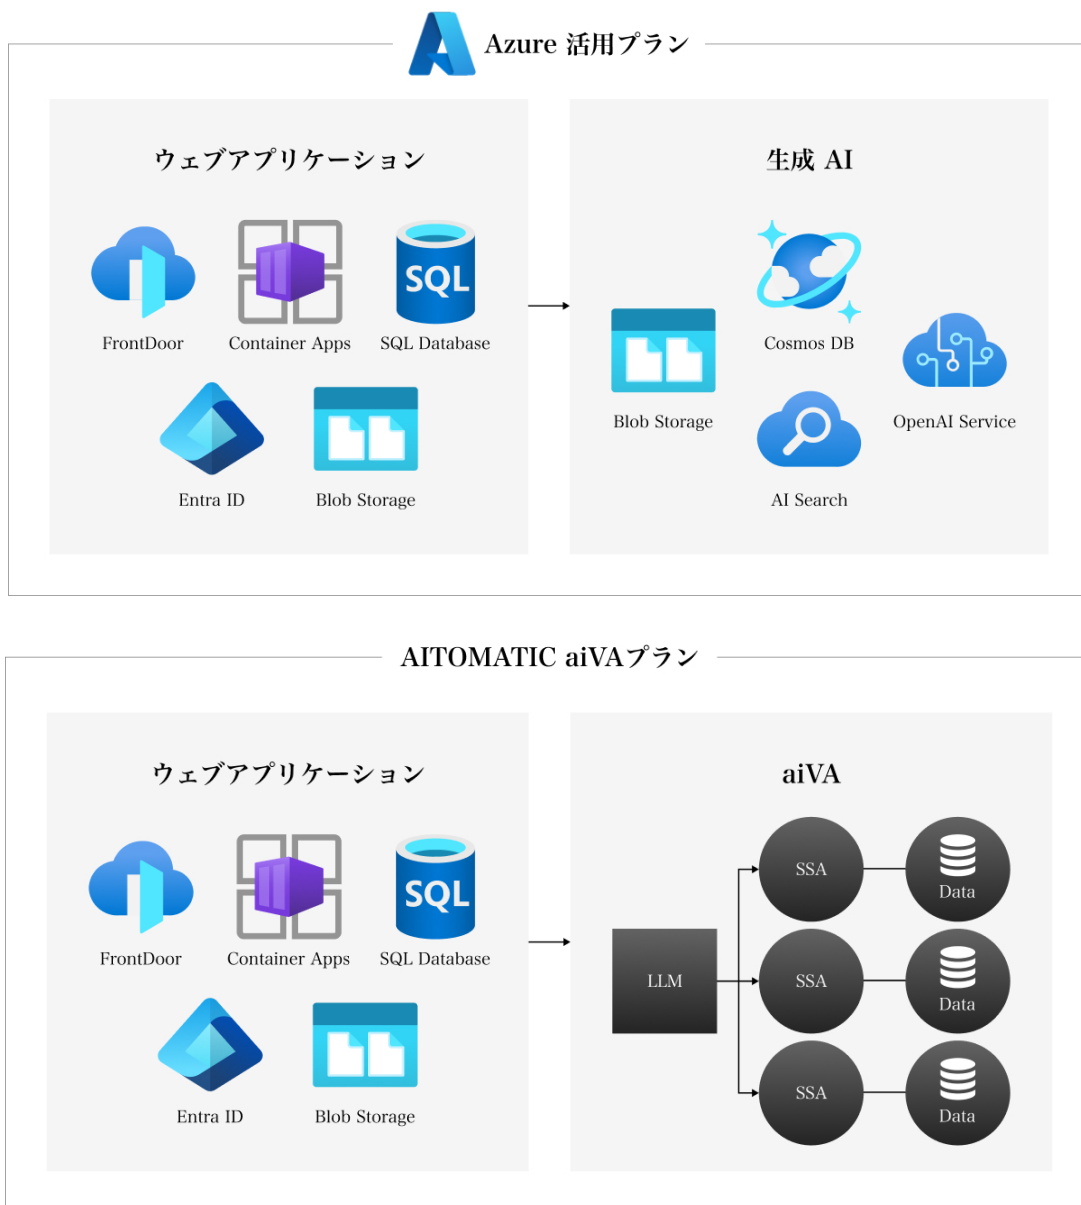 Azure 活用プラン
ウェブアプリケーション
FrontDoor
Container Apps
SQL
SQL Database
Entra ID
Blob Storage
生成 AI
Blob Storage
Cosmos DB
AI Search
OpenAI Service
AITOMATIC aiVAプラン
ウェブアプリケーション
FrontDoor
Container Apps
SQL
SQL Database
Entra ID
Blob Storage
aiVA
LLM
SSA
Data
SSA
Data
SSA
Data